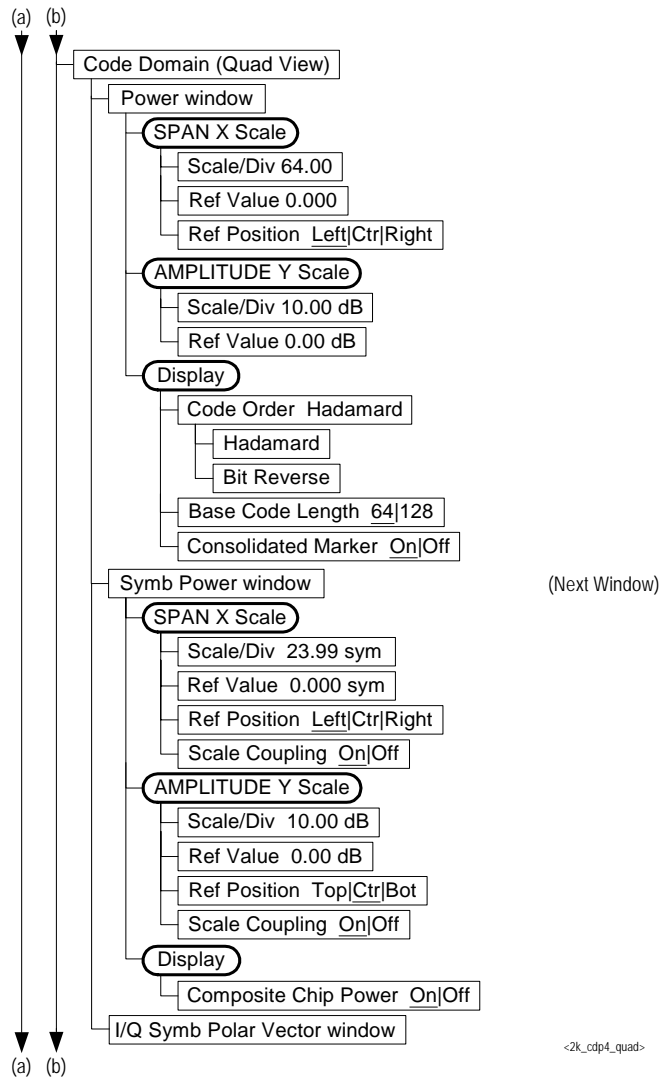 (a) (b)
Code Domain (Quad View)
Power window
SPAN X Scale
Scale/Div 64.00
Ref Value 0.000
Ref Position Left|Ctr|Right
AMPLITUDE Y Scale
Scale/Div 10.00 dB
Ref Value 0.00 dB
Display
Code Order Hadamard
Hadamard
Bit Reverse
Base Code Length 64|128
Consolidated Marker On|Off
Symb Power window (Next Window)
SPAN X Scale
Scale/Div 23.99 sym
Ref Value 0.000 sym
Ref Position Left|Ctr|Right
Scale Coupling On|Off
AMPLITUDE Y Scale
Scale/Div 10.00 dB
Ref Value 0.00 dB
Ref Position Top|Ctr|Bot
Scale Coupling On|Off
Display
Composite Chip Power On|Off
I/Q Symb Polar Vector window
<2k_cdp4_quad>
(a) (b)